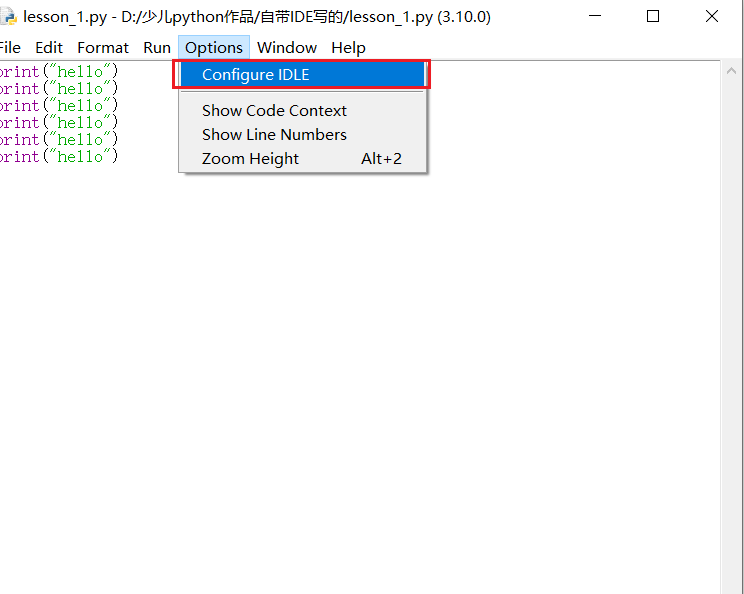 lesson_1.py - D:/少儿python作品/自带IDE写的/lesson_1.py (3.10.0)
File Edit Format Run Options Window Help
print("hello")
print("hello")
print("hello")
print("hello")
print("hello")
print("hello")
Configure IDLE
Show Code Context
Show Line Numbers
Zoom Height Alt+2